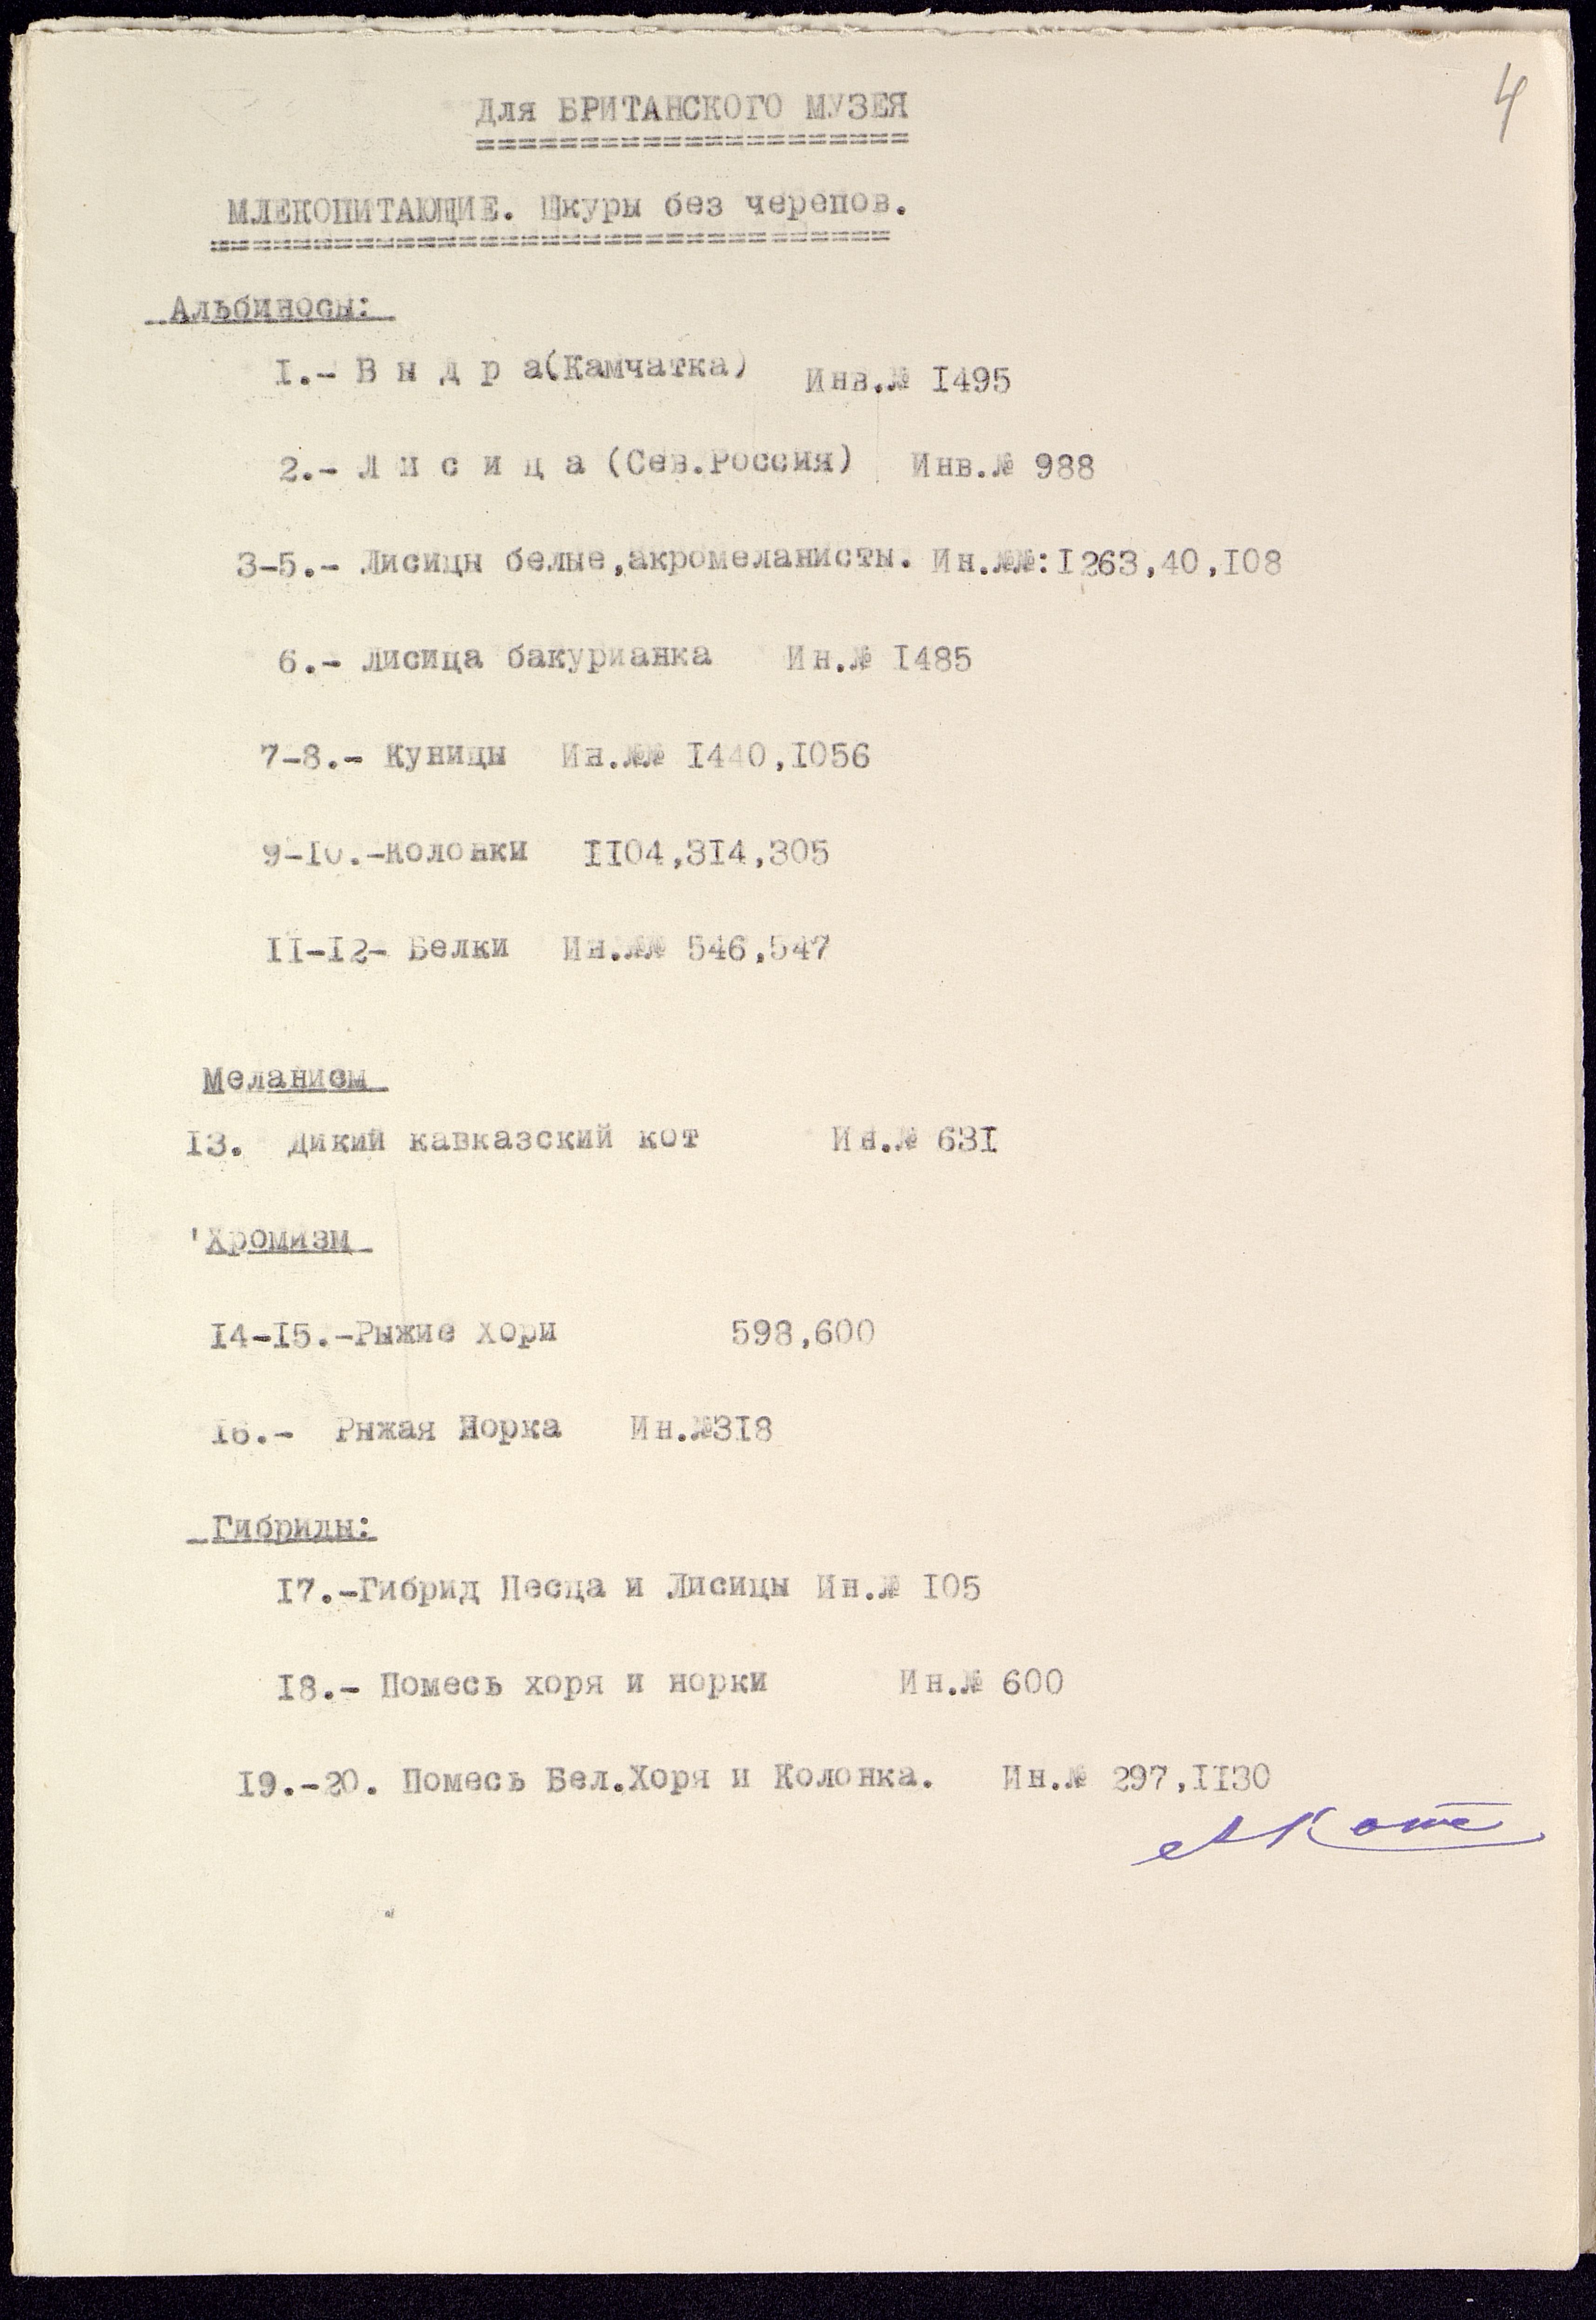 4
Для БРИТАНСКОГО МУЗЕЯ
=====================
МЛЕКОПИТАЮЩИЕ. Шкуры без черепов.
=================================
Альбиносы:
I.- В ы д р а(Камчатка) Инв.№ I495
2.- Л и с и ц а (Сев.Россия) Инв.№ 988
3-5.- Лисицы белые,акромеланисты. Ин.№№:I263,40,I08
6.- Лисица бакурианка Ин.№ I485
7-8.- Куницы Ин.№№ I440,I056
9-I0.-Колонки II04,3I4,305
II-I2- Белки Ин.№№ 546,547
Меланизм
I3. Дикий кавказский кот Ин.№ 63I
'Хромизм
I4-I5.-Рыжие хори 598,600
I6.- Рыжая Норка Ин.№3I8
Гибриды:
I7.-Гибрид Песца и Лисицы Ин.№ I05
I8.- Помесь хоря и норки Ин.№ 600
I9.-20. Помесь Бел.Хоря и Колонка. Ин.№ 297,II30
АКотс